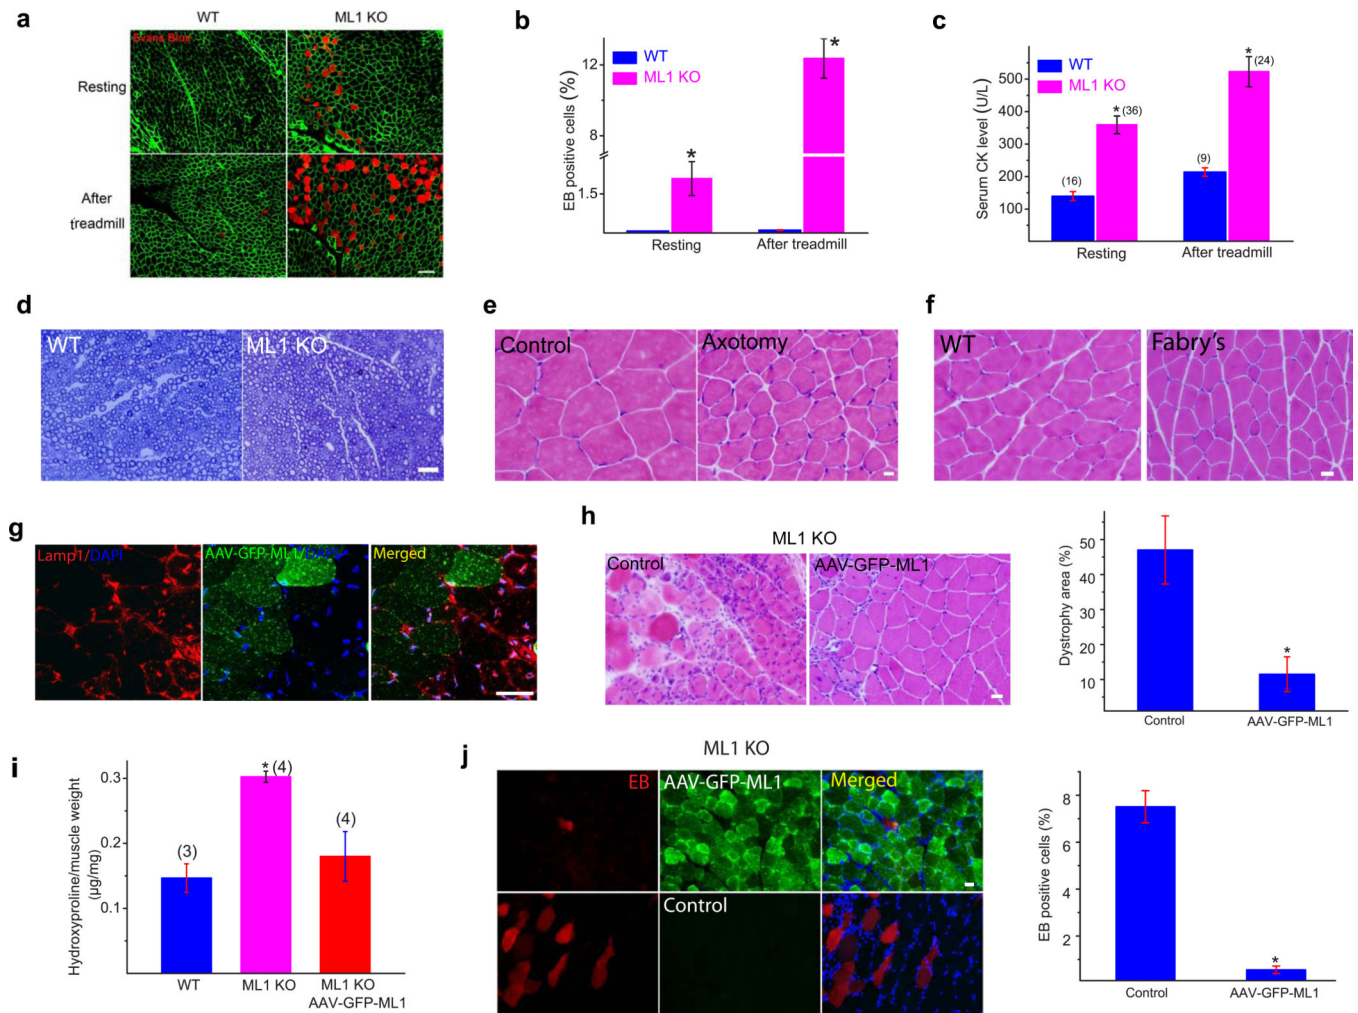 a
WT
ML1 KO
Evans Blue
Resting
After
treadmill
b
WT
ML1 KO
EB positive cells (%)
12
8
1.5
*
*
Resting
After treadmill
c
WT
ML1 KO
Serum CK level (U/L)
500
400
300
200
100
(16)
* (36)
(9)
*
(24)
Resting
After treadmill
d
WT
ML1 KO
e
Control
Axotomy
f
WT
Fabry's
g
Lamp1/DAPI
AAV-GFP-ML1/DAPI
Merged
h
ML1 KO
Control
AAV-GFP-ML1
Dystrophy area (%)
50
40
30
20
10
*
Control
AAV-GFP-ML1
i
Hydroxyproline/muscle weight
(µg/mg)
0.3
0.2
0.1
(3)
* (4)
(4)
WT
ML1 KO
ML1 KO
AAV-GFP-ML1
j
ML1 KO
EB
AAV-GFP-ML1
Merged
Control
EB positive cells (%)
8
6
4
2
*
Control
AAV-GFP-ML1